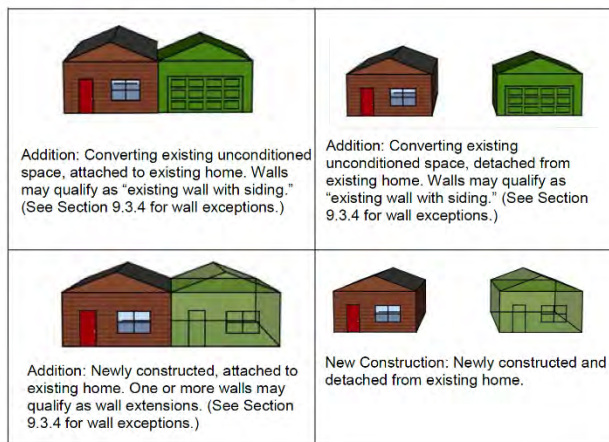 Addition: Converting existing unconditioned
space, attached to existing home. Walls
may qualify as “existing wall with siding.”
(See Section 9.3.4 for wall exceptions.)
Addition: Converting existing
unconditioned space, detached from
existing home. Walls may qualify as
“existing wall with siding.” (See
Section 9.3.4 for wall exceptions.)
Addition: Newly constructed, attached to
existing home. One or more walls may
qualify as wall extensions. (See Section
9.3.4 for wall exceptions.)
New Construction: Newly constructed and
detached from existing home.